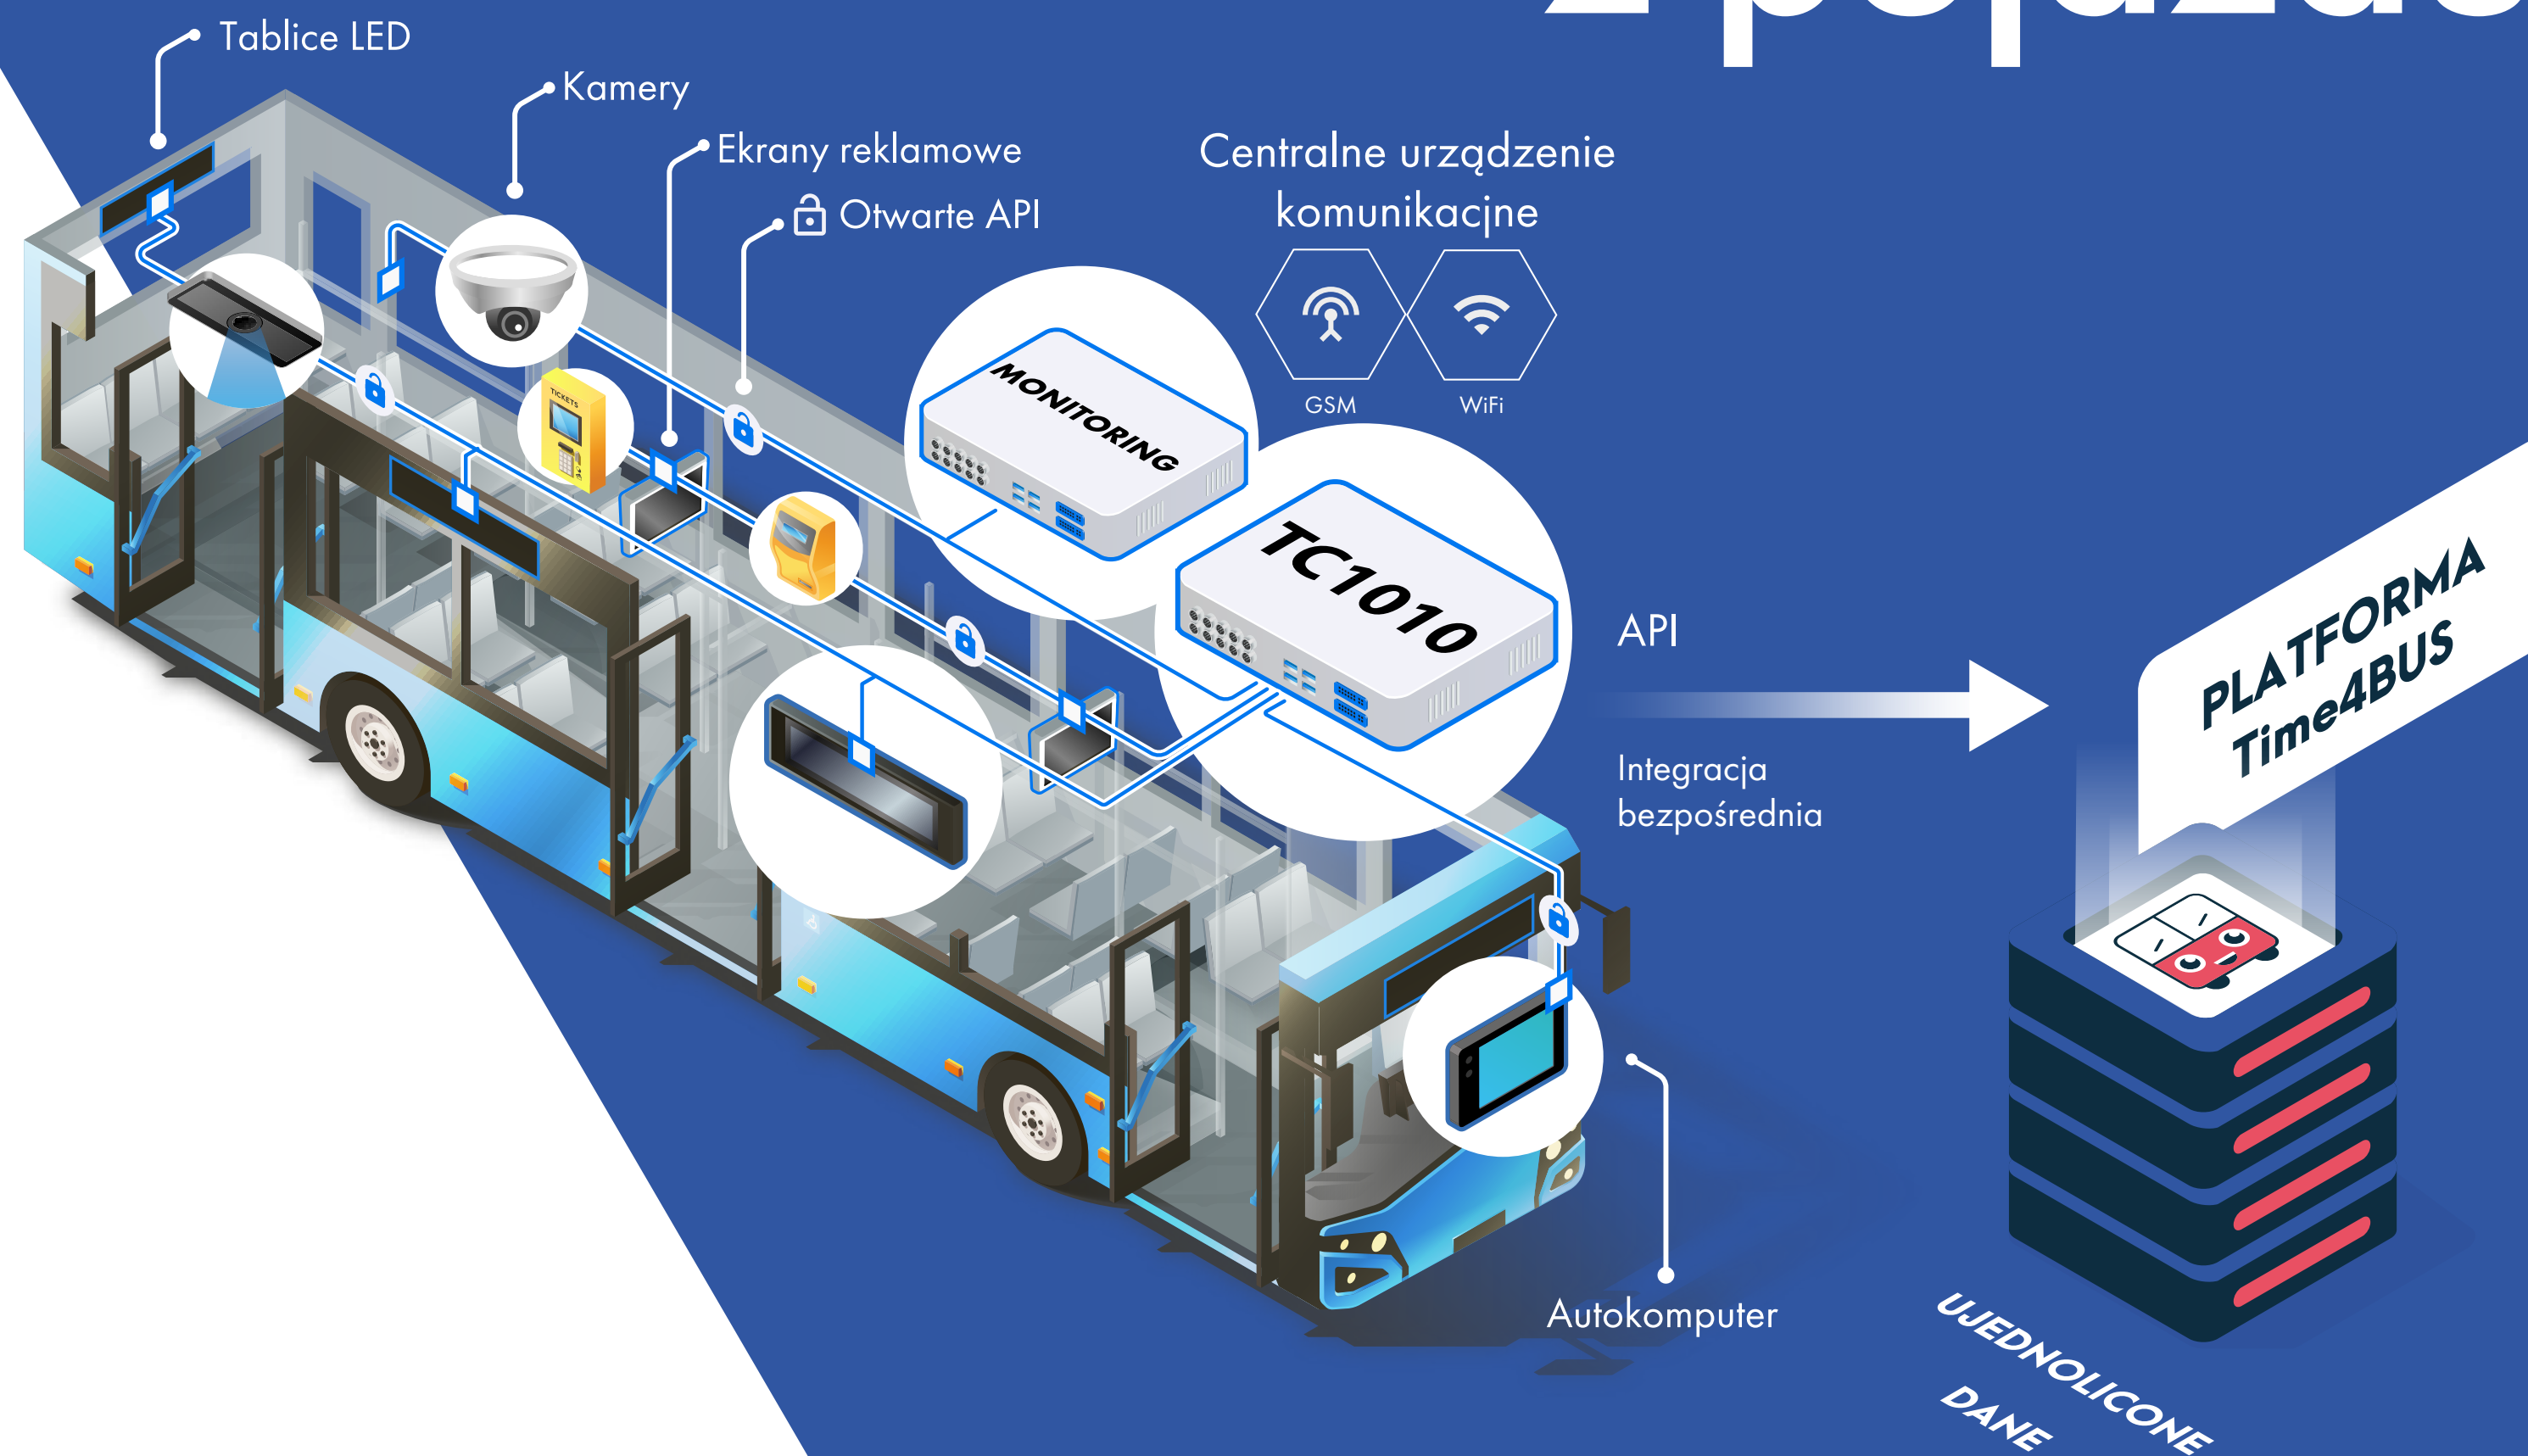 Tablice LED
Kamery
Ekrany reklamowe
Otwarte API
Centralne urządzenie
komunikacjne
GSM
WiFi
TICKETS
MONITORING
TC1010
API
Integracja
bezpośrednia
PLATFORMA
Time4BUS
Autokomputer
UJEDNOLICONE
DANE